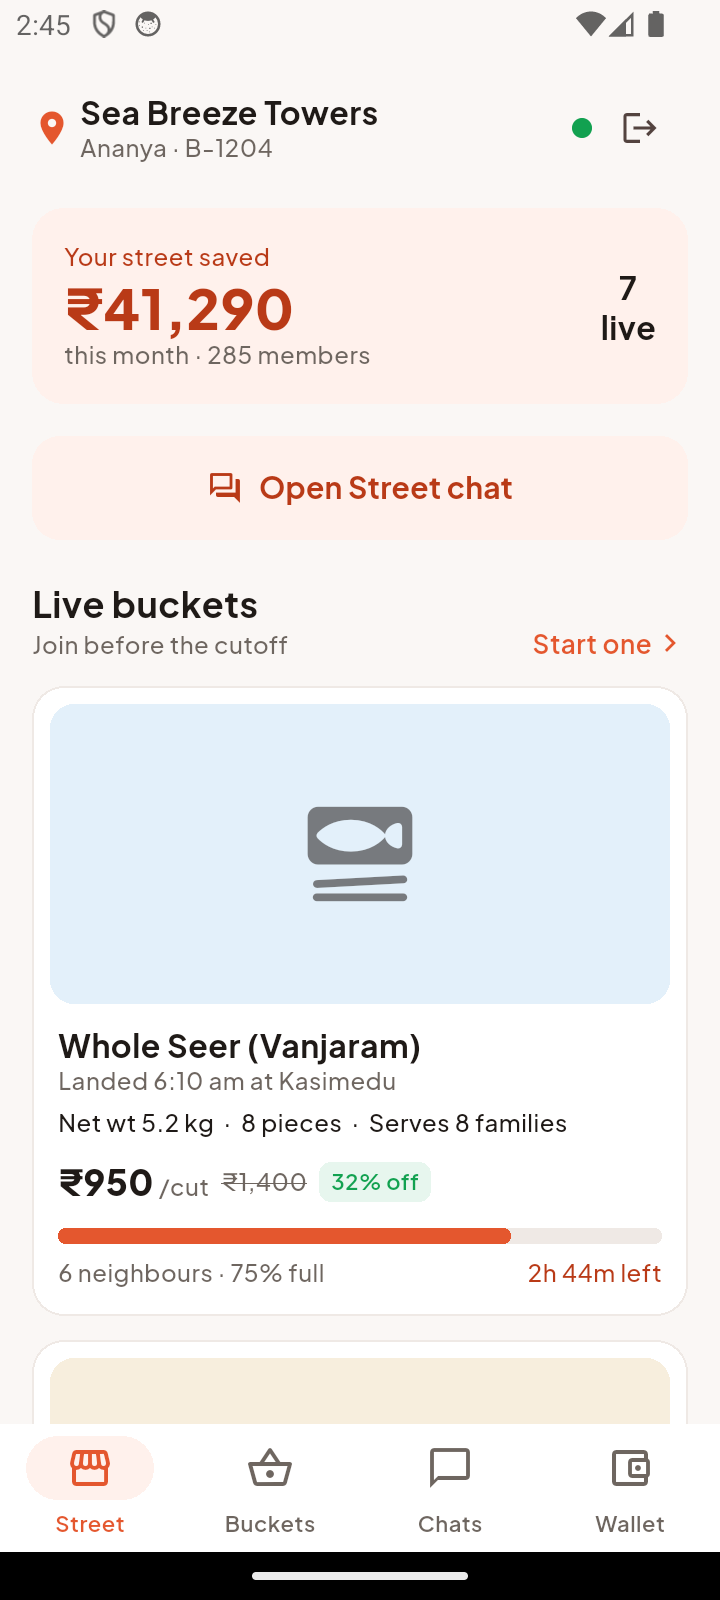 2:45
Sea Breeze Towers
Ananya · B-1204
Your street saved
₹41,290
this month · 285 members
7
live
Open Street chat
Live buckets
Join before the cutoff
Start one
Whole Seer (Vanjaram)
Landed 6:10 am at Kasimedu
Net wt 5.2 kg · 8 pieces · Serves 8 families
₹950 /cut ₹1,400 32% off
6 neighbours · 75% full
2h 44m left
Street
Buckets
Chats
Wallet